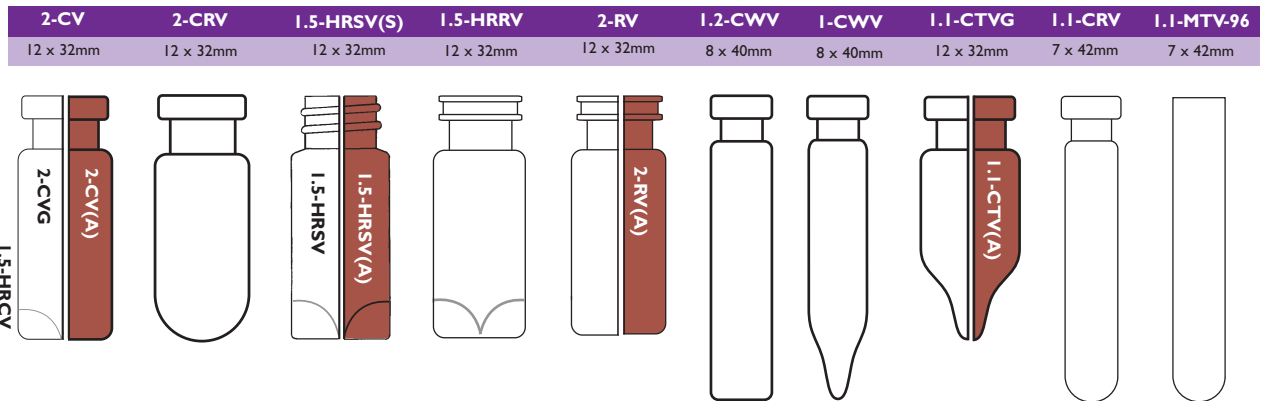 2-CV 2-CRV 1.5-HRSV(S) 1.5-HRRV 2-RV 1.2-CWV 1-CWV 1.1-CTVG 1.1-CRV 1.1-MTV-96
12 x 32mm 12 x 32mm 12 x 32mm 12 x 32mm 12 x 32mm 8 x 40mm 8 x 40mm 12 x 32mm 7 x 42mm 7 x 42mm
1.5-HRCV
2-CVG
2-CV(A)
1.5-HRSV
1.5-HRSV(A)
2-RV(A)
1.1-CTV(A)